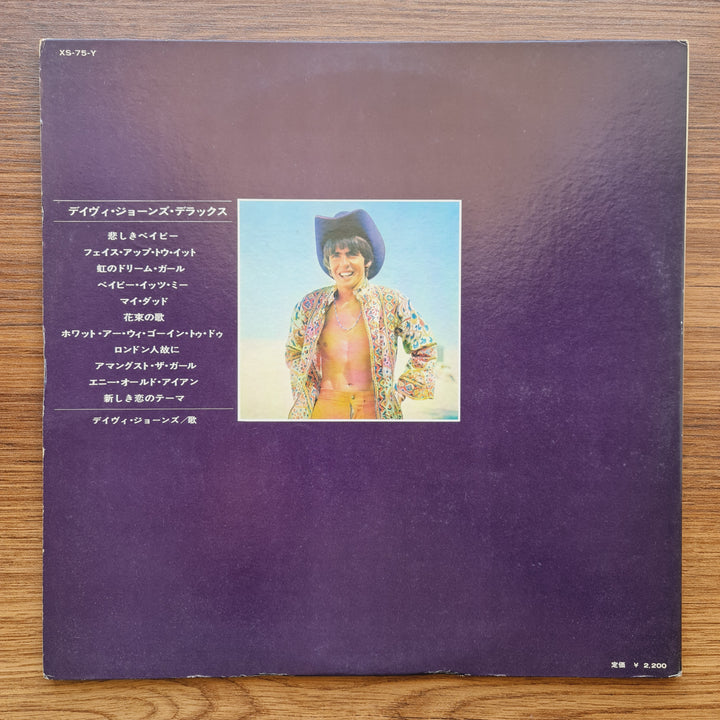 XS-75-Y
デイヴィ・ジョーンズ・デラックス
悲しきベイビー
フェイス・アップ・トゥ・イット
虹のドリーム・ガール
ベイビー・イッツ・ミー
マイ・ダッド
花束の歌
ホワット・アー・ウィ・ゴーイン・トゥ・ドゥ
ロンドン人故に
アマングスト・ザ・ガール
エニー・オールド・アイアン
新しき恋のテーマ
デイヴィ・ジョーンズ/歌
定価 ¥ 2,200